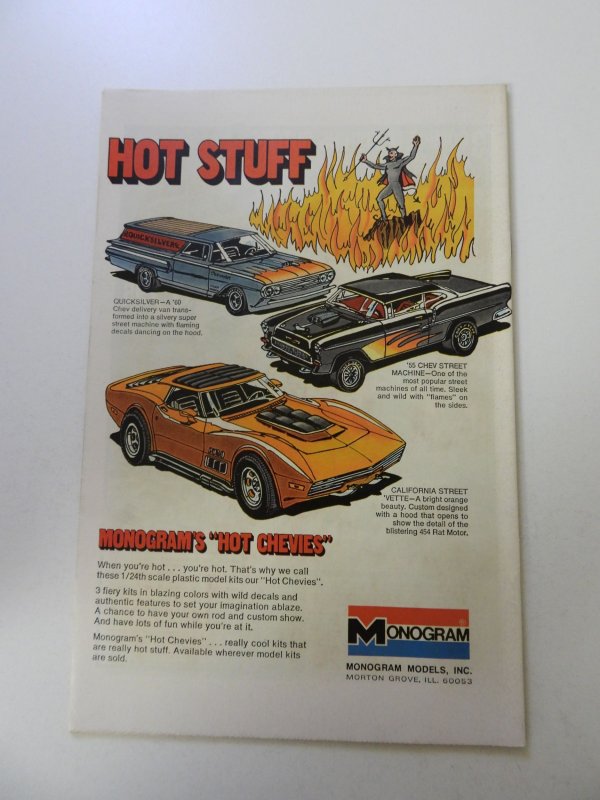 HOT STUFF
QUICKSILVER
QUICKSILVER—A '60
Chev delivery van trans-
formed into a silvery super
street machine with flaming
decals dancing on the hood.
'55 CHEV STREET
MACHINE—One of the
most popular street
machines of all time. Sleek
and wild with "flames" on
the sides.
CALIFORNIA STREET
'VETTE—A bright orange
beauty. Custom designed
with a hood that opens to
show the detail of the
blistering 454 Rat Motor.
MONOGRAM'S "HOT CHEVIES"
When you're hot . . . you're hot. That's why we call
these 1/24th scale plastic model kits our "Hot Chevies".
3 fiery kits in blazing colors with wild decals and
authentic features to set your imagination ablaze.
A chance to have your own rod and custom show.
And have lots of fun while you're at it.
Monogram's "Hot Chevies" . . . really cool kits that
are really hot stuff. Available wherever model kits
are sold.
MONOGRAM®
MONOGRAM MODELS, INC.
MORTON GROVE, ILL. 60053